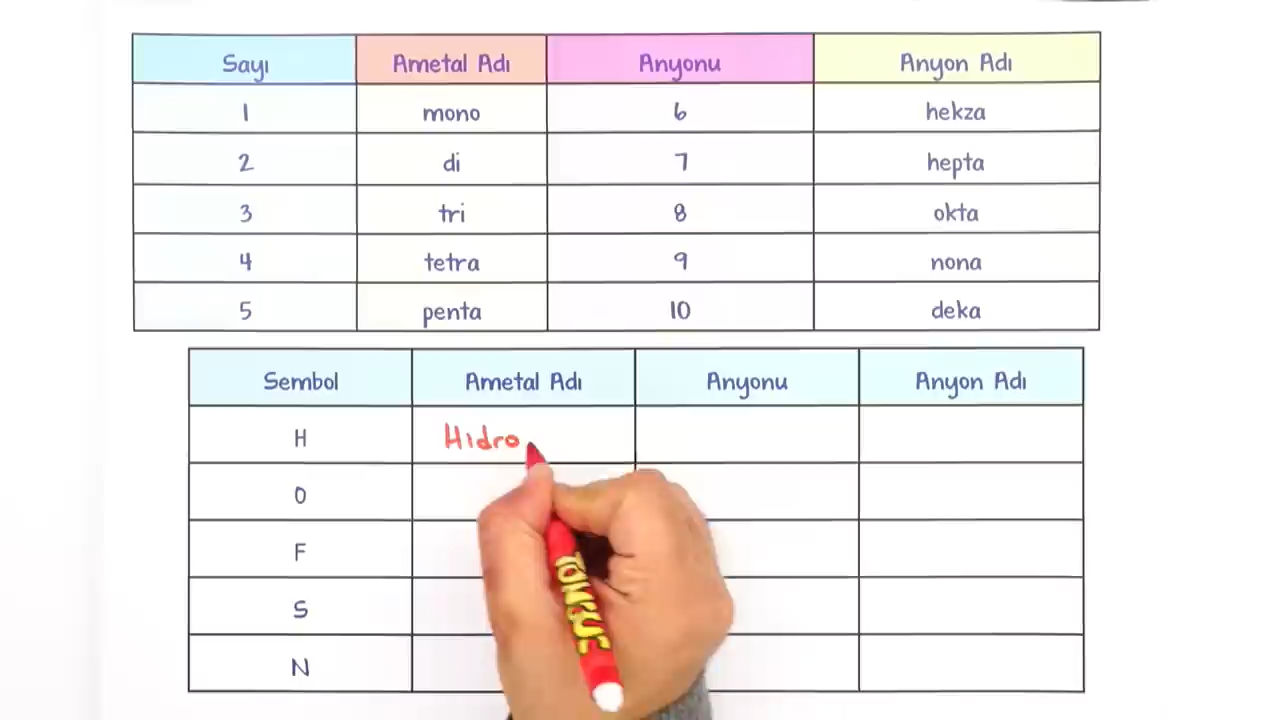 Sayı Ametal Adı Anyonu Anyon Adı
1 mono 6 hekza
2 di 7 hepta
3 tri 8 okta
4 tetra 9 nona
5 penta 10 deka
Sembol Ametal Adı Anyonu Anyon Adı
H Hidro
O
F
S
N
TOMBUL